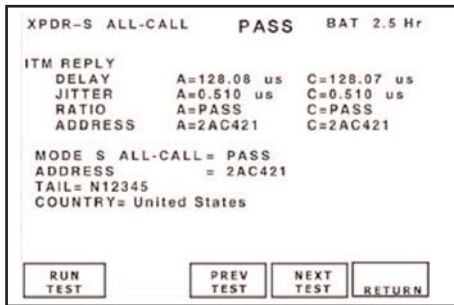 XPDR-S ALL-CALL PASS BAT 2.5 Hr
ITM REPLY
DELAY A=128.08 us C=128.07 us
JITTER A=0.510 us C=0.510 us
RATIO A=PASS C=PASS
ADDRESS A=2AC421 C=2AC421
MODE S ALL-CALL= PASS
ADDRESS = 2AC421
TAIL= N12345
COUNTRY= United States
RUN TEST PREV TEST NEXT TEST RETURN